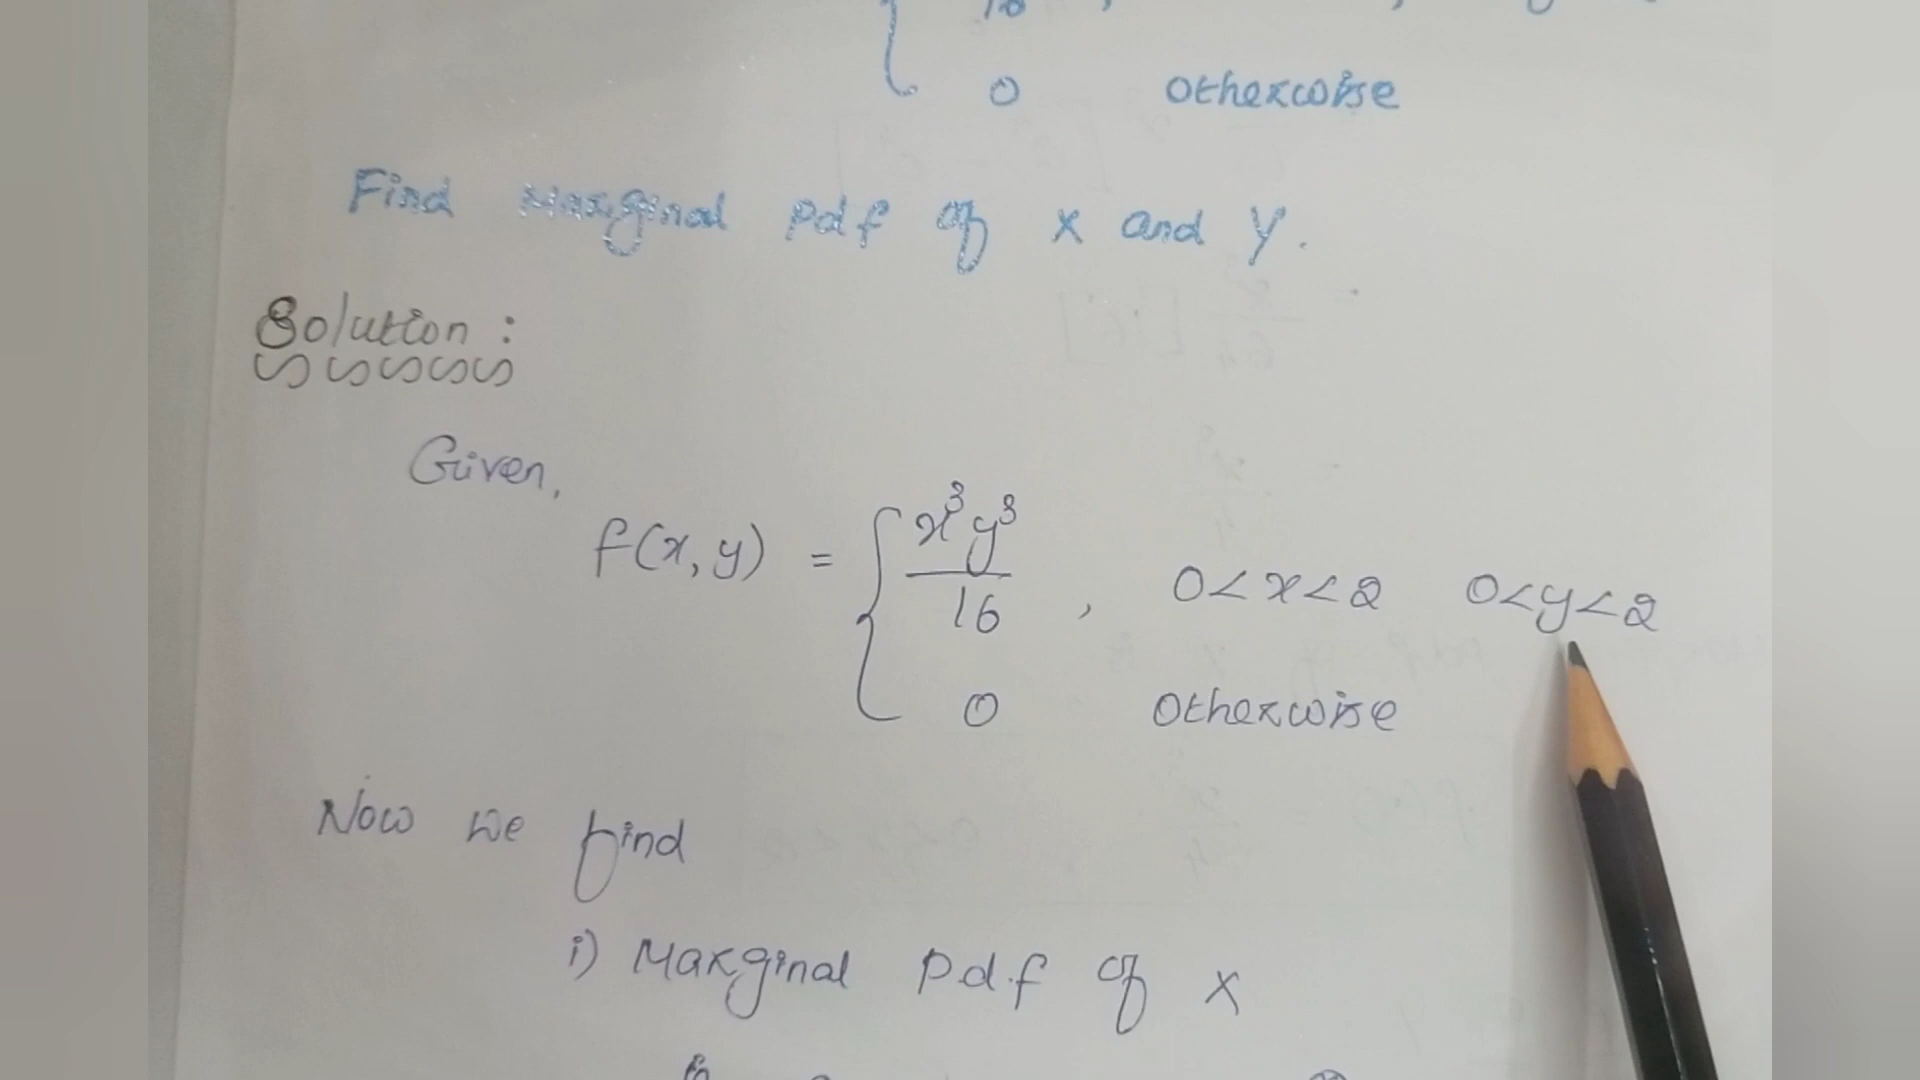 0 otherwise
Find Marginal pdf of x and y.
Solution :
Given,
f(x,y) = { x³y³/16 , 0<x<2 0<y<2
0 otherwise
Now we find
i) Marginal p.d.f of x